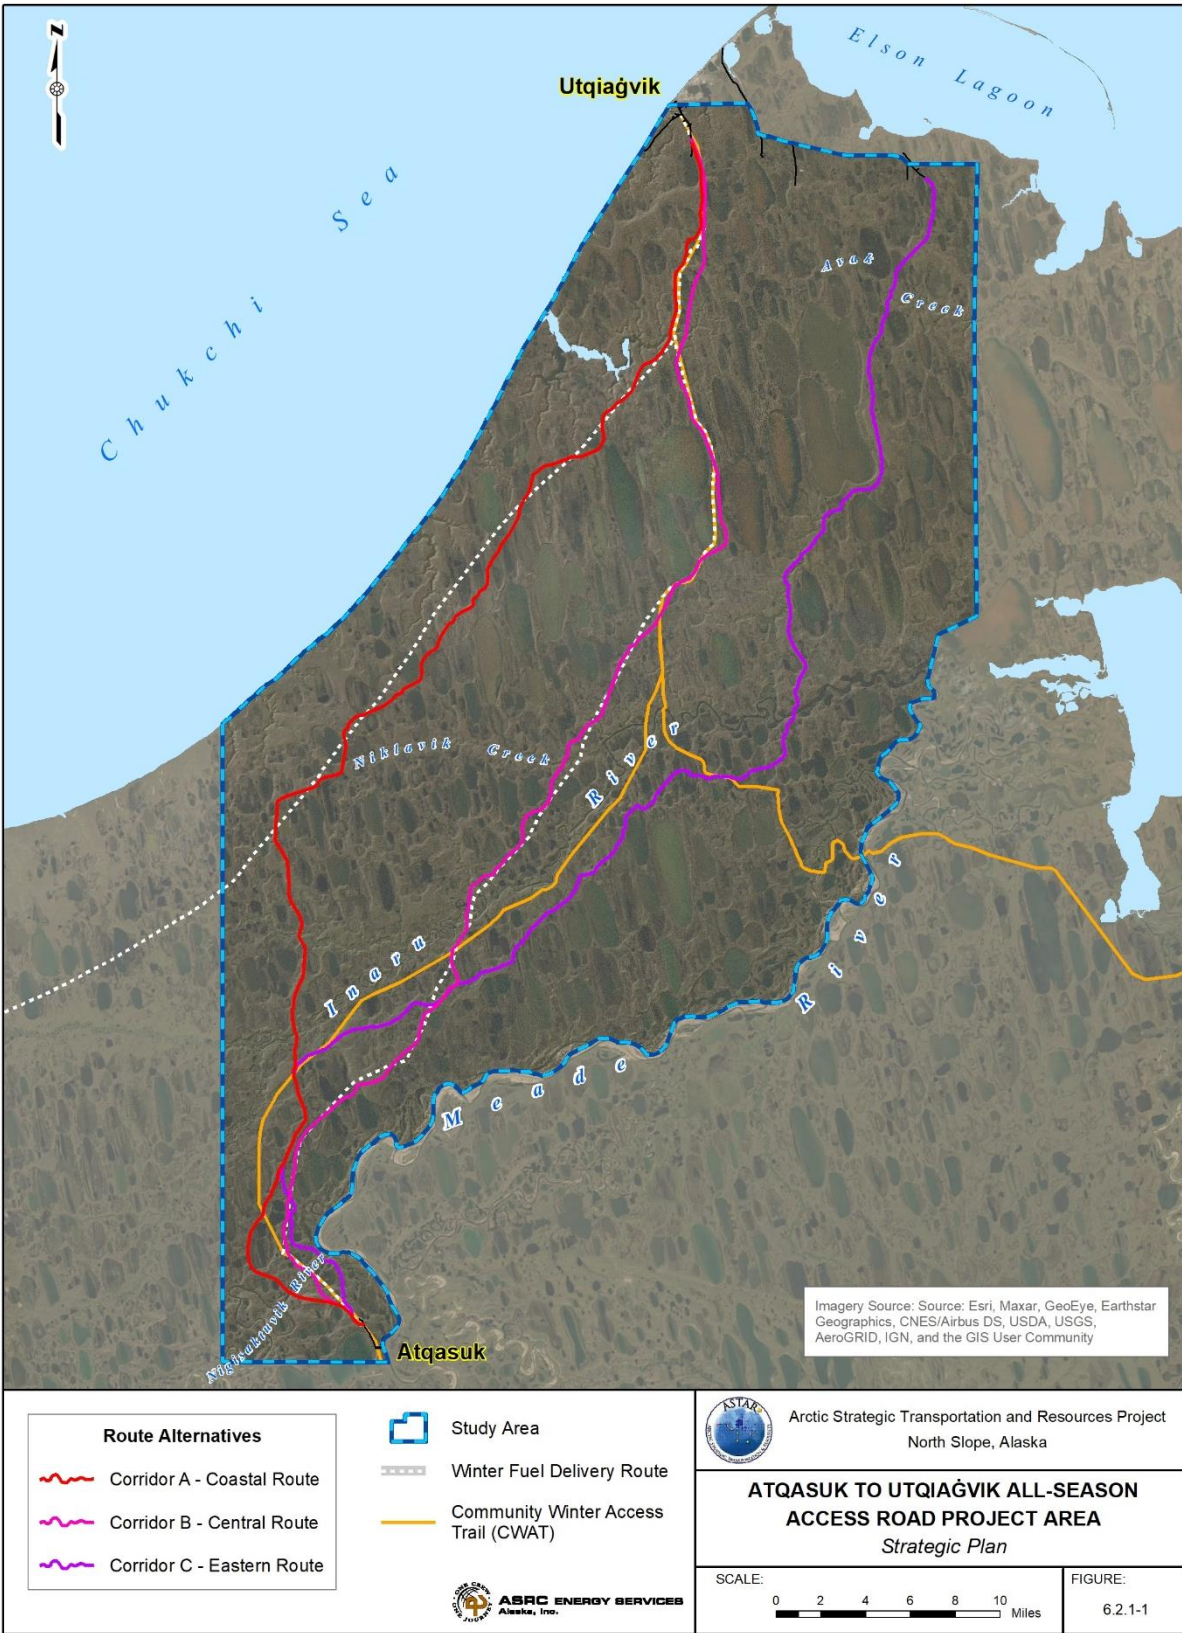 N
Utqiaġvik
Elson Lagoon
Chukchi Sea
Avak
Creek
Niklavik Creek
Inaru River
Meade River
Nigisaktuvik River
Atqasuk
Imagery Source: Source: Esri, Maxar, GeoEye, Earthstar
Geographics, CNES/Airbus DS, USDA, USGS,
AeroGRID, IGN, and the GIS User Community
Route Alternatives
Corridor A - Coastal Route
Corridor B - Central Route
Corridor C - Eastern Route
Study Area
Winter Fuel Delivery Route
Community Winter Access
Trail (CWAT)
ONE CREW
ONE JOURNEY
ASRC ENERGY SERVICES
Alaska, Inc.
ASTAR
Arctic Strategic Transportation and Resources Project
North Slope, Alaska
ATQASUK TO UTQIAĠVIK ALL-SEASON
ACCESS ROAD PROJECT AREA
Strategic Plan
SCALE:
0 2 4 6 8 10 Miles
FIGURE:
6.2.1-1